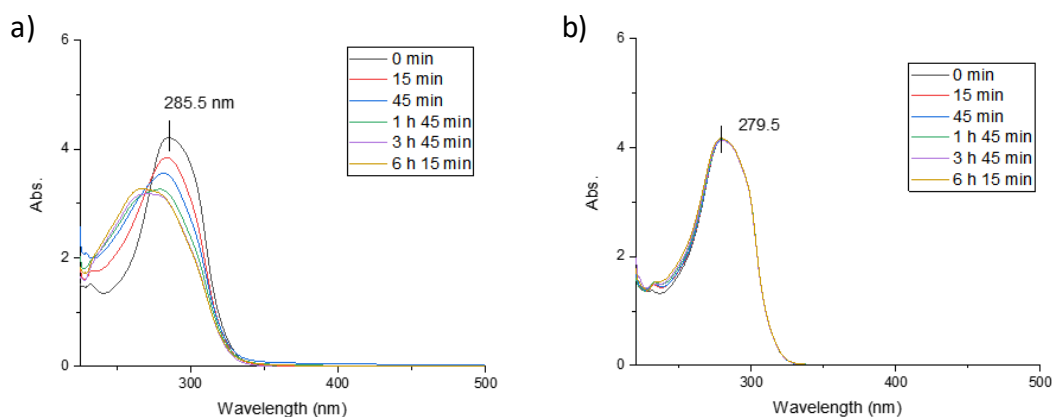 a)
6
4
2
0
Abs.
300
400
500
Wavelength (nm)
285.5 nm
0 min
15 min
45 min
1 h 45 min
3 h 45 min
6 h 15 min
b)
6
4
2
0
Abs.
300
400
500
Wavelength (nm)
279.5
0 min
15 min
45 min
1 h 45 min
3 h 45 min
6 h 15 min